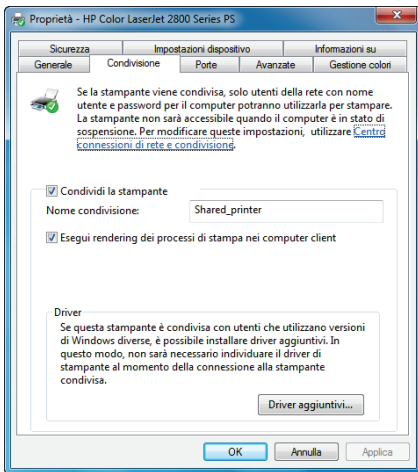 Proprietà - HP Color LaserJet 2800 Series PS
Sicurezza Impostazioni dispositivo Informazioni su
Generale Condivisione Porte Avanzate Gestione colori
Se la stampante viene condivisa, solo utenti della rete con nome
utente e password per il computer potranno utilizzarla per stampare.
La stampante non sarà accessibile quando il computer è in stato di
sospensione. Per modificare queste impostazioni, utilizzare Centro
connessioni di rete e condivisione.
Condividi la stampante
Nome condivisione: Shared_printer
Esegui rendering dei processi di stampa nei computer client
Driver
Se questa stampante è condivisa con utenti che utilizzano versioni
di Windows diverse, è possibile installare driver aggiuntivi. In
questo modo, non sarà necessario individuare il driver di
stampante al momento della connessione alla stampante
condivisa.
Driver aggiuntivi...
OK Annulla Applica